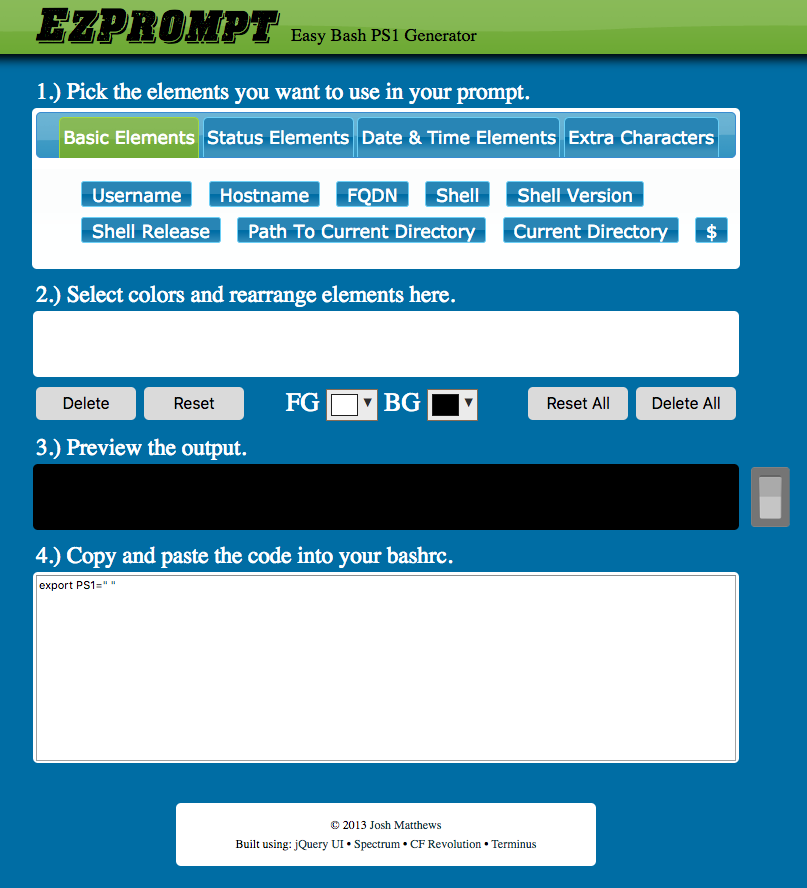 EzPrompt Easy Bash PS1 Generator
1.) Pick the elements you want to use in your prompt.
Basic Elements Status Elements Date & Time Elements Extra Characters
Username Hostname FQDN Shell Shell Version
Shell Release Path To Current Directory Current Directory $
2.) Select colors and rearrange elements here.
Delete Reset FG BG Reset All Delete All
3.) Preview the output.
4.) Copy and paste the code into your bashrc.
export PS1=" "
© 2013 Josh Matthews
Built using: jQuery UI • Spectrum • CF Revolution • Terminus